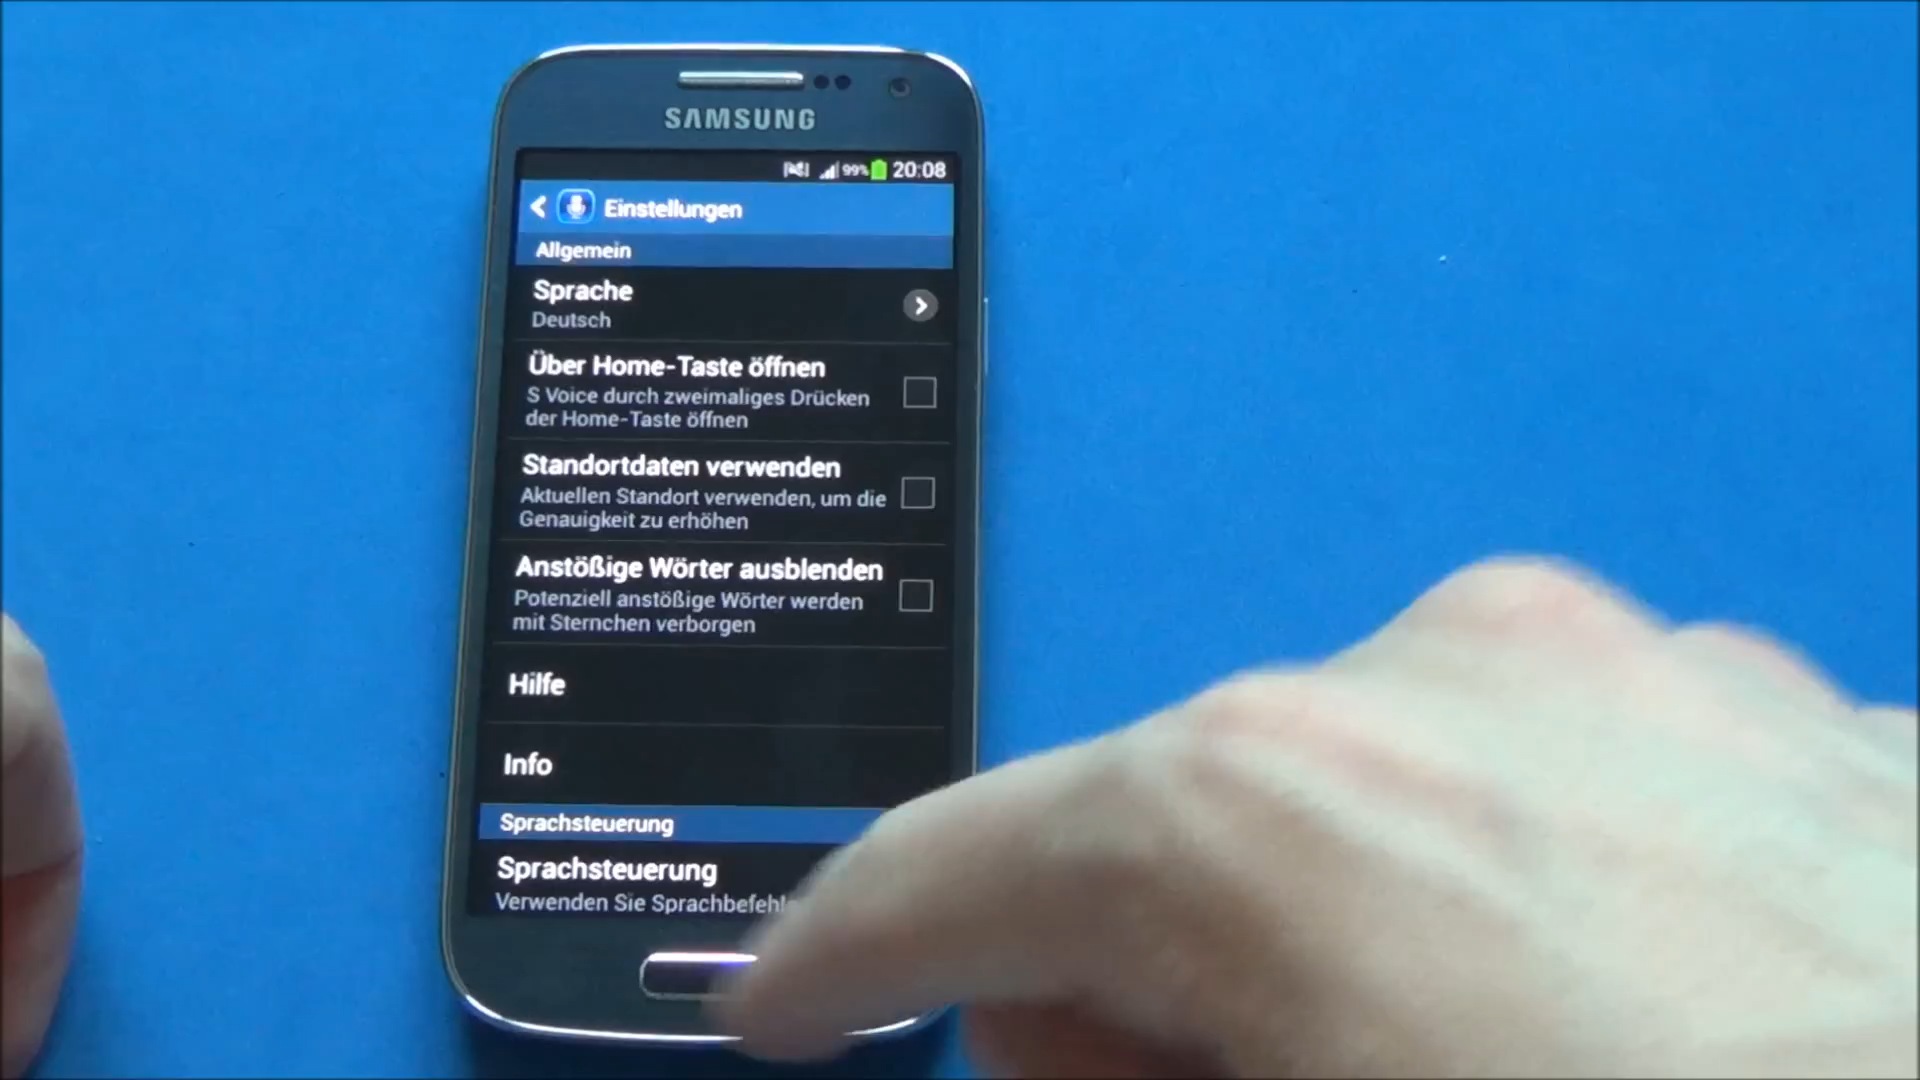 SAMSUNG
99% 20:08
Einstellungen
Allgemein
Sprache
Deutsch
Über Home-Taste öffnen
S Voice durch zweimaliges Drücken
der Home-Taste öffnen
Standortdaten verwenden
Aktuellen Standort verwenden, um die
Genauigkeit zu erhöhen
Anstößige Wörter ausblenden
Potenziell anstößige Wörter werden
mit Sternchen verborgen
Hilfe
Info
Sprachsteuerung
Sprachsteuerung
Verwenden Sie